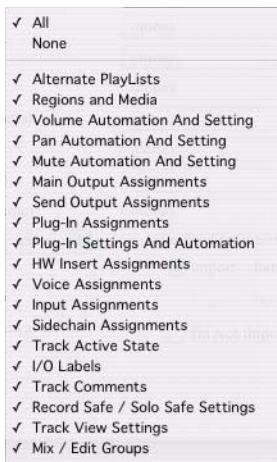 ✓ All
None
✓ Alternate PlayLists
✓ Regions and Media
✓ Volume Automation And Setting
✓ Pan Automation And Setting
✓ Mute Automation And Setting
✓ Main Output Assignments
✓ Send Output Assignments
✓ Plug-In Assignments
✓ Plug-In Settings And Automation
✓ HW Insert Assignments
✓ Voice Assignments
✓ Input Assignments
✓ Sidechain Assignments
✓ Track Active State
✓ I/O Labels
✓ Track Comments
✓ Record Safe / Solo Safe Settings
✓ Track View Settings
✓ Mix / Edit Groups